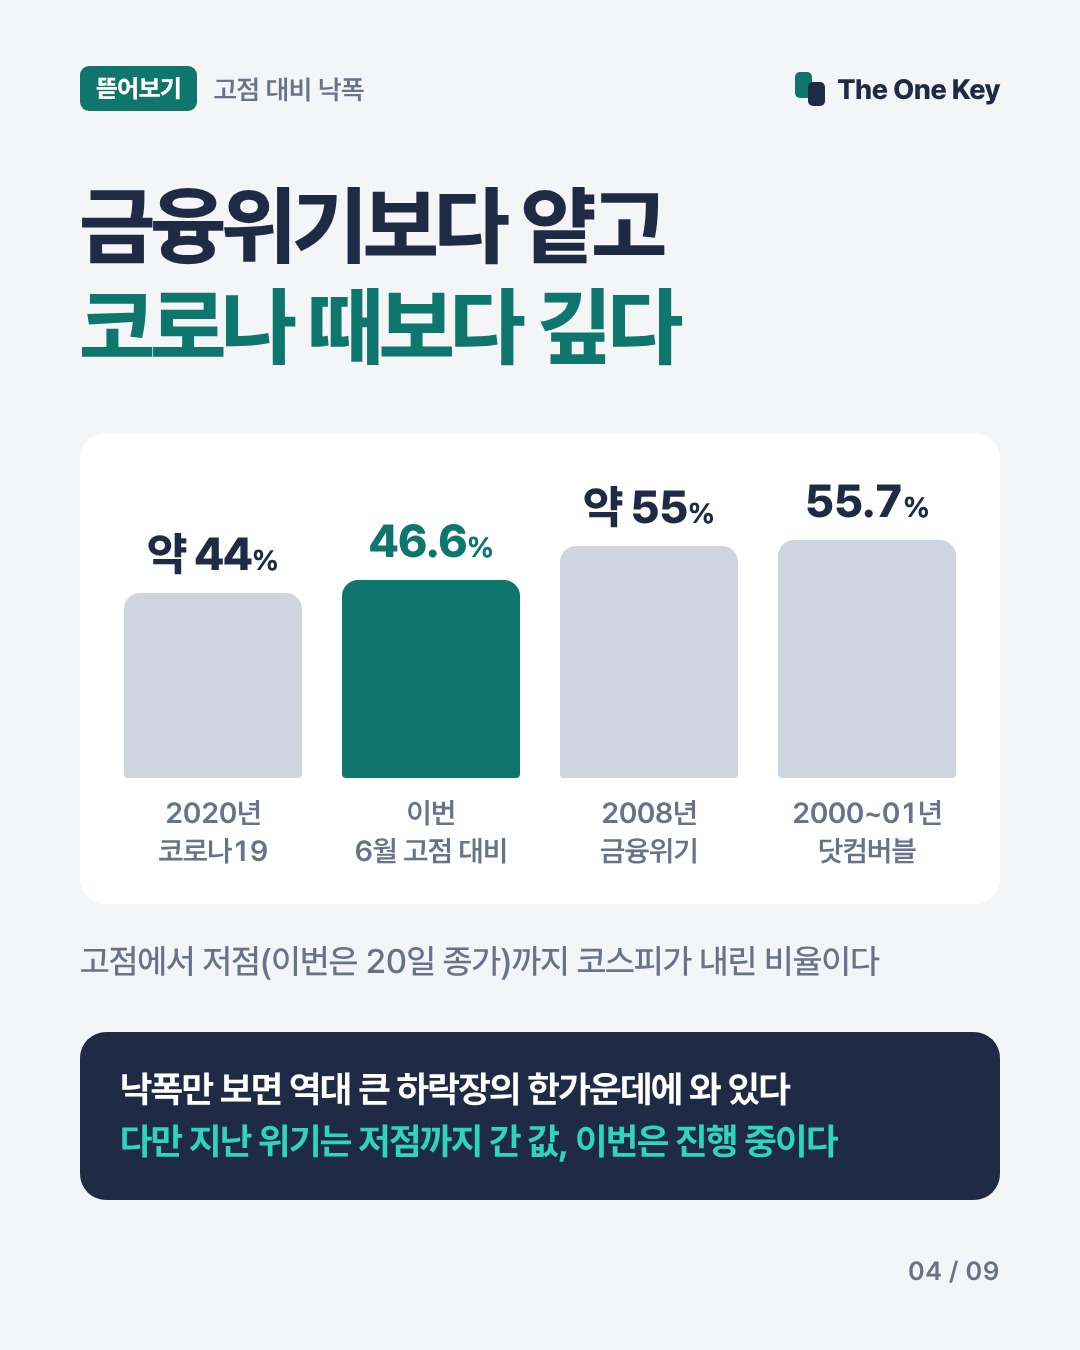 뜯어보기 고점 대비 낙폭
The One Key
금융위기보다 얕고
코로나 때보다 깊다
약 44%
46.6%
약 55%
55.7%
2020년
코로나19
이번
6월 고점 대비
2008년
금융위기
2000~01년
닷컴버블
고점에서 저점(이번은 20일 종가)까지 코스피가 내린 비율이다
낙폭만 보면 역대 큰 하락장의 한가운데에 와 있다
다만 지난 위기는 저점까지 간 값, 이번은 진행 중이다
04 / 09